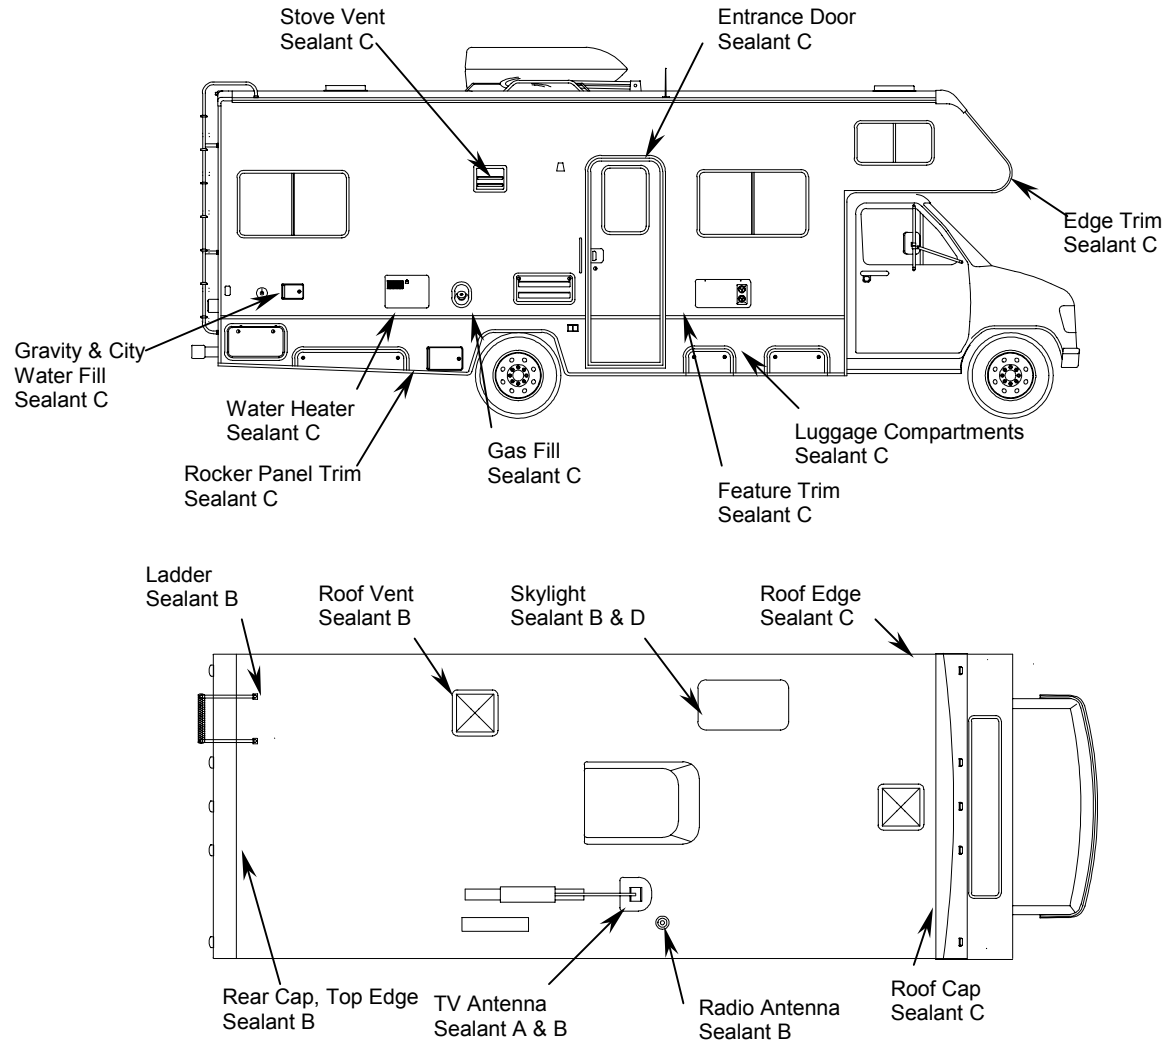 Stove Vent
Sealant C
Entrance Door
Sealant C
Edge Trim
Sealant C
Gravity & City
Water Fill
Sealant C
Water Heater
Sealant C
Rocker Panel Trim
Sealant C
Gas Fill
Sealant C
Luggage Compartments
Sealant C
Feature Trim
Sealant C
Ladder
Sealant B
Roof Vent
Sealant B
Skylight
Sealant B & D
Roof Edge
Sealant C
Rear Cap, Top Edge
Sealant B
TV Antenna
Sealant A & B
Radio Antenna
Sealant B
Roof Cap
Sealant C